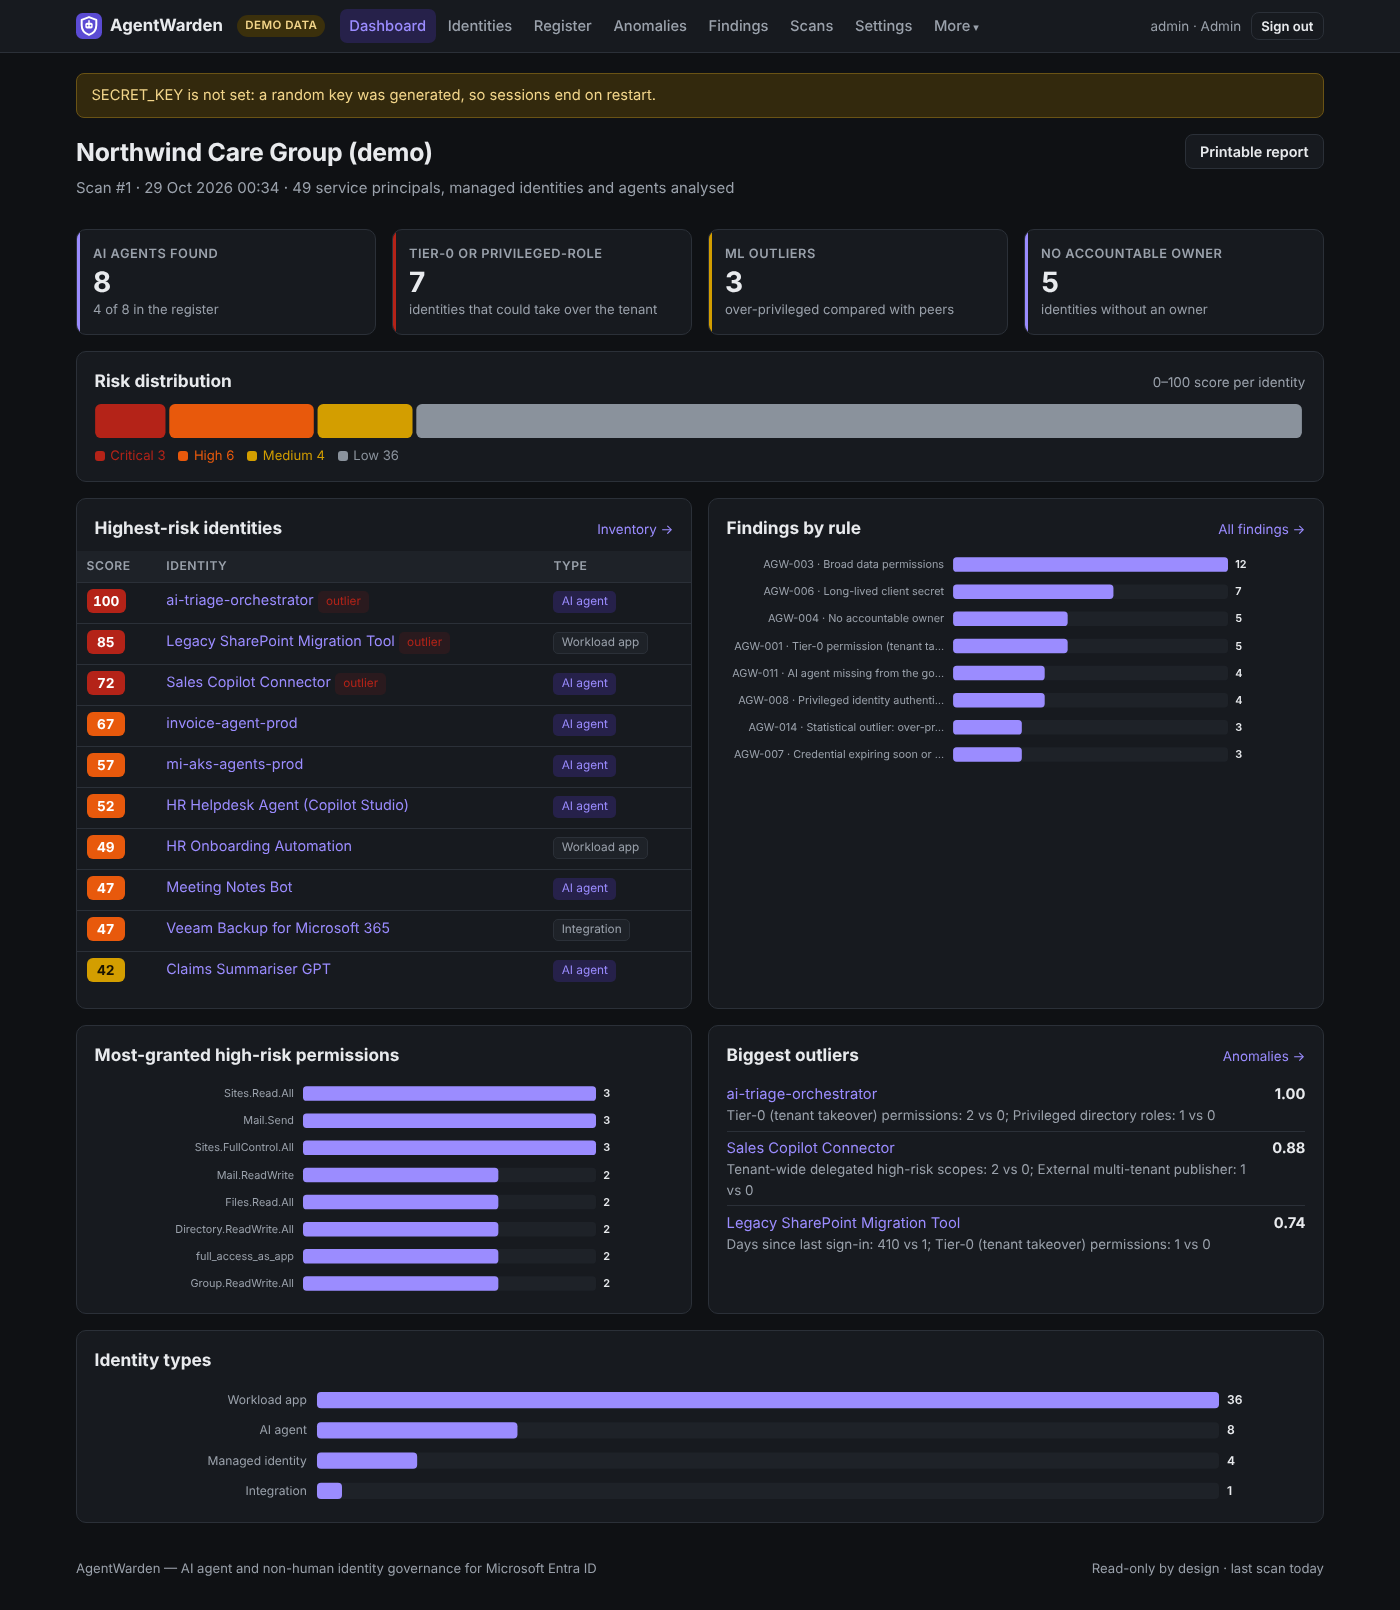 AgentWarden DEMO DATA Dashboard Identities Register Anomalies Findings Scans Settings More ▾ admin · Admin Sign out
SECRET_KEY is not set: a random key was generated, so sessions end on restart.
Northwind Care Group (demo)
Printable report
Scan #1 · 29 Oct 2026 00:34 · 49 service principals, managed identities and agents analysed
AI AGENTS FOUND
8
4 of 8 in the register
TIER-0 OR PRIVILEGED-ROLE
7
identities that could take over the tenant
ML OUTLIERS
3
over-privileged compared with peers
NO ACCOUNTABLE OWNER
5
identities without an owner
Risk distribution
0–100 score per identity
Critical 3 High 6 Medium 4 Low 36
Highest-risk identities
Inventory →
SCORE IDENTITY TYPE
100 ai-triage-orchestrator outlier AI agent
85 Legacy SharePoint Migration Tool outlier Workload app
72 Sales Copilot Connector outlier AI agent
67 invoice-agent-prod AI agent
57 mi-aks-agents-prod AI agent
52 HR Helpdesk Agent (Copilot Studio) AI agent
49 HR Onboarding Automation Workload app
47 Meeting Notes Bot AI agent
47 Veeam Backup for Microsoft 365 Integration
42 Claims Summariser GPT AI agent
Findings by rule
All findings →
AGW-003 · Broad data permissions 12
AGW-006 · Long-lived client secret 7
AGW-004 · No accountable owner 5
AGW-001 · Tier-0 permission (tenant ta... 5
AGW-011 · AI agent missing from the go... 4
AGW-008 · Privileged identity authenti... 4
AGW-014 · Statistical outlier: over-pr... 3
AGW-007 · Credential expiring soon or ... 3
Most-granted high-risk permissions
Sites.Read.All 3
Mail.Send 3
Sites.FullControl.All 3
Mail.ReadWrite 2
Files.Read.All 2
Directory.ReadWrite.All 2
full_access_as_app 2
Group.ReadWrite.All 2
Biggest outliers
Anomalies →
ai-triage-orchestrator 1.00
Tier-0 (tenant takeover) permissions: 2 vs 0; Privileged directory roles: 1 vs 0
Sales Copilot Connector 0.88
Tenant-wide delegated high-risk scopes: 2 vs 0; External multi-tenant publisher: 1
vs 0
Legacy SharePoint Migration Tool 0.74
Days since last sign-in: 410 vs 1; Tier-0 (tenant takeover) permissions: 1 vs 0
Identity types
Workload app 36
AI agent 8
Managed identity 4
Integration 1
AgentWarden — AI agent and non-human identity governance for Microsoft Entra ID
Read-only by design · last scan today